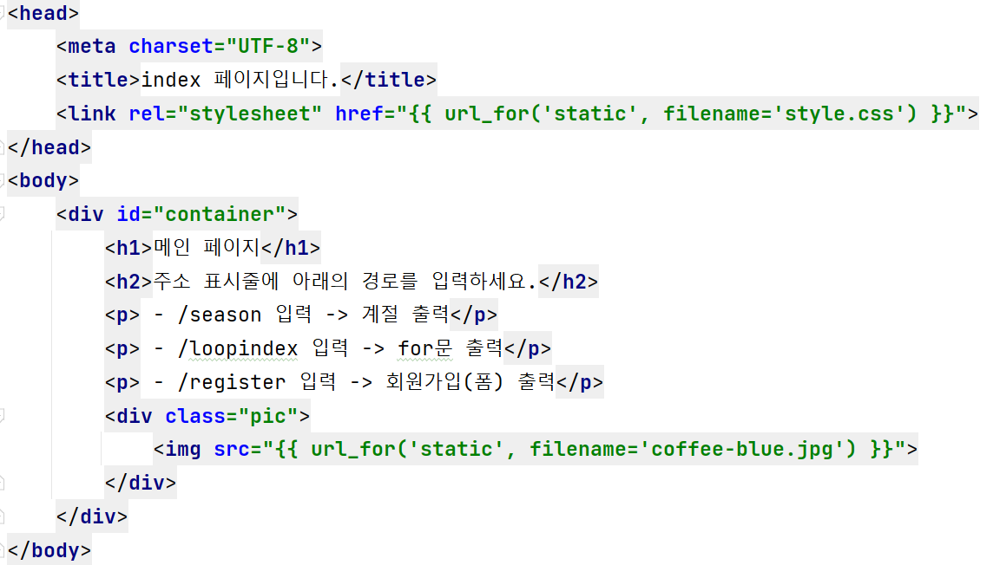 <head>
<meta charset="UTF-8">
<title>index 페이지입니다.</title>
<link rel="stylesheet" href="{{ url_for('static', filename='style.css') }}">
</head>
<body>
<div id="container">
<h1>메인 페이지</h1>
<h2>주소 표시줄에 아래의 경로를 입력하세요.</h2>
<p> - /season 입력 -> 계절 출력</p>
<p> - /loopindex 입력 -> for문 출력</p>
<p> - /register 입력 -> 회원가입(폼) 출력</p>
<div class="pic">
<img src="{{ url_for('static', filename='coffee-blue.jpg') }}">
</div>
</div>
</body>